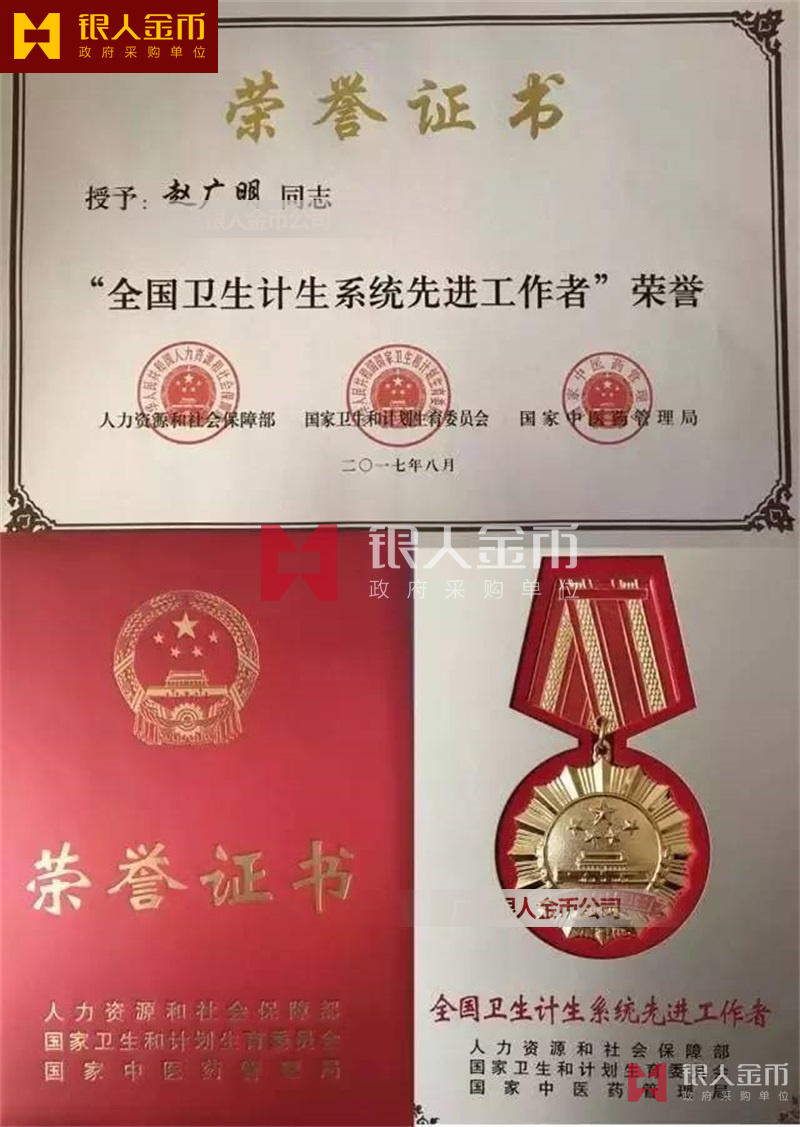 银人金币
政府采购单位
荣誉证书
授予：赵广明 同志
银人金币公司
“全国卫生计生系统先进工作者”荣誉
人力资源和社会保障部 国家卫生和计划生育委员会 国家中医药管理局
二〇一七年八月
银人金币
政府采购单位
荣誉证书
人力资源和社会保障部
国家卫生和计划生育委员会
国家中医药管理局
银人金币公司
全国卫生计生系统先进工作者
人力资源和社会保障部
国家卫生和计划生育委员会
国家中医药管理局
银人金币
政府采购单位